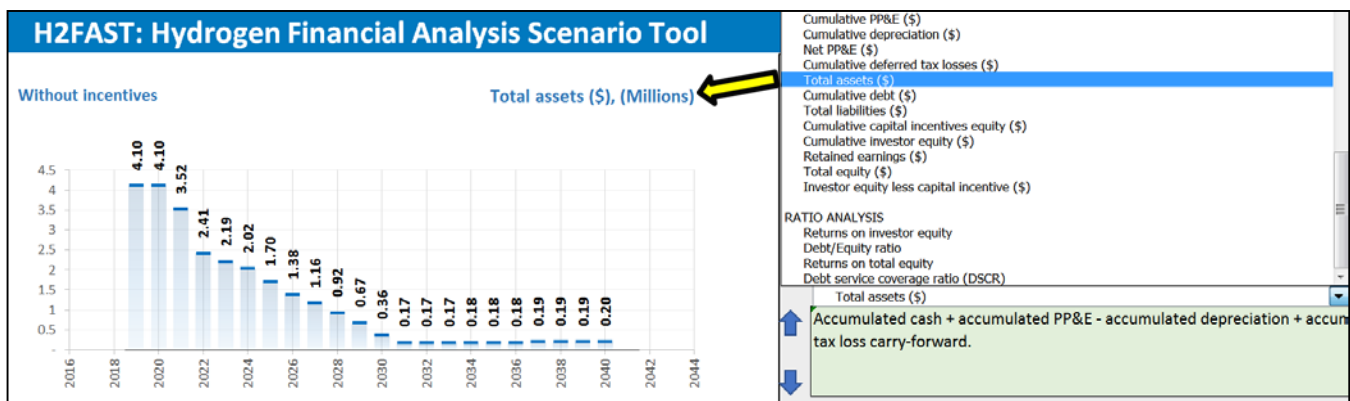 H2FAST: Hydrogen Financial Analysis Scenario Tool
Without incentives
Total assets ($), (Millions)
4.5
4
3.5
3
2.5
2
1.5
1
0.5
-
4.10
4.10
3.52
2.41
2.19
2.02
1.70
1.38
1.16
0.92
0.67
0.36
0.17
0.17
0.17
0.18
0.18
0.18
0.19
0.19
0.19
0.20
2016
2018
2020
2022
2024
2026
2028
2030
2032
2034
2036
2038
2040
2042
2044
Cumulative PP&E ($)
Cumulative depreciation ($)
Net PP&E ($)
Cumulative deferred tax losses ($)
Total assets ($)
Cumulative debt ($)
Total liabilities ($)
Cumulative capital incentives equity ($)
Cumulative investor equity ($)
Retained earnings ($)
Total equity ($)
Investor equity less capital incentive ($)
RATIO ANALYSIS
Returns on investor equity
Debt/Equity ratio
Returns on total equity
Debt service coverage ratio (DSCR)
Total assets ($)
Accumulated cash + accumulated PP&E - accumulated depreciation + accum
tax loss carry-forward.